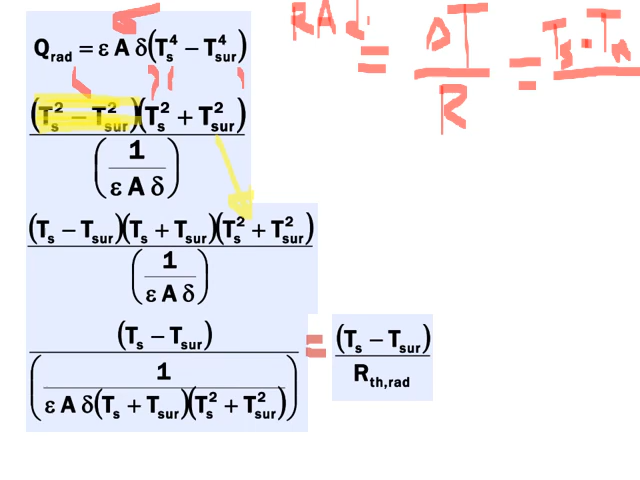 RAD.
Q_rad = ε A δ(T_s^4 − T_sur^4)
= ΔT / R = T_s -
(T_s^2 − T_sur^2)(T_s^2 + T_sur^2)
(1 / ε A δ)
(T_s − T_sur)(T_s + T_sur)(T_s^2 + T_sur^2)
(1 / ε A δ)
(T_s − T_sur) = (T_s − T_sur)
(1 / ε A δ(T_s + T_sur)(T_s^2 + T_sur^2)) R_th,rad